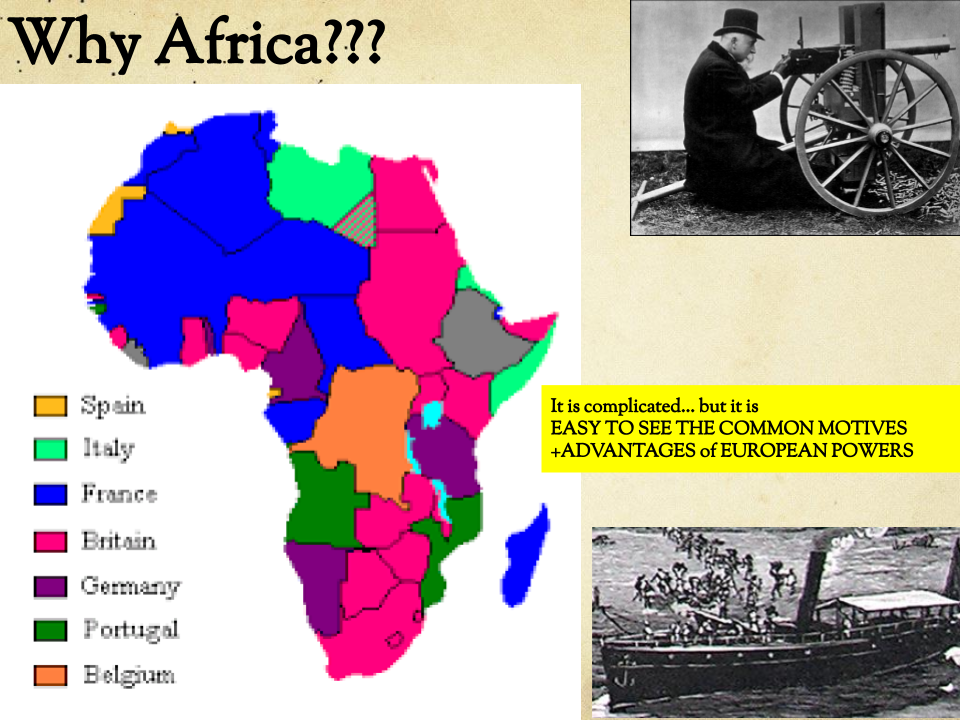 Why Africa???
It is complicated... but it is
EASY TO SEE THE COMMON MOTIVES
+ADVANTAGES of EUROPEAN POWERS
Spain
Italy
France
Britain
Germany
Portugal
Belgium